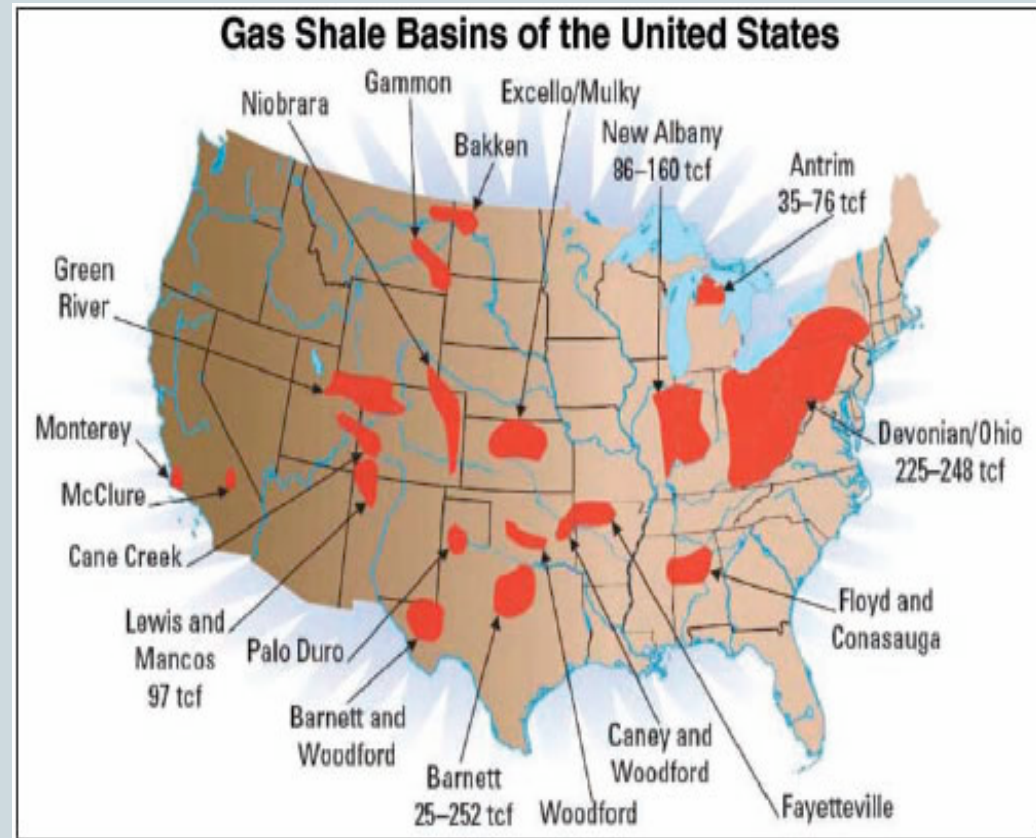 Gas Shale Basins of the United States
Gammon
Niobrara
Excello/Mulky
Bakken
New Albany
86–160 tcf
Antrim
35–76 tcf
Green
River
Monterey
McClure
Cane Creek
Devonian/Ohio
225–248 tcf
Lewis and
Mancos
97 tcf
Palo Duro
Floyd and
Conasauga
Barnett and
Woodford
Barnett
25–252 tcf
Woodford
Caney and
Woodford
Fayetteville